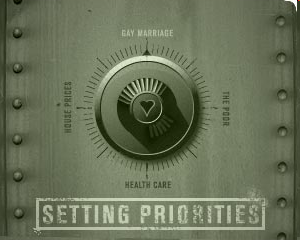 GAY MARRIAGE
HOUSE PRICES
THE POOR
HEALTH CARE
SETTING PRIORITIES